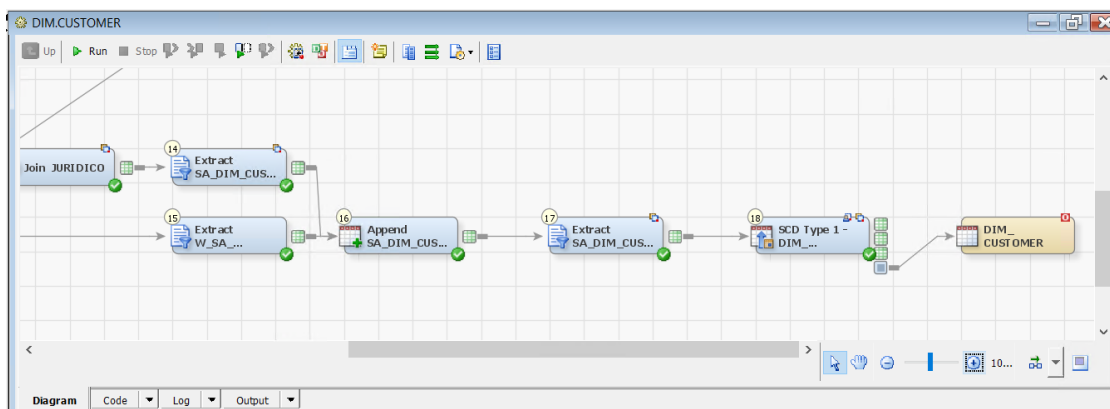 DIM.CUSTOMER
Up Run Stop
Join JURIDICO
14
Extract
SA_DIM_CUS...
15
Extract
W_SA_...
16
Append
SA_DIM_CUS...
17
Extract
SA_DIM_CUS...
18
SCD Type 1 -
DIM_...
DIM_
CUSTOMER
10...
Diagram Code Log Output